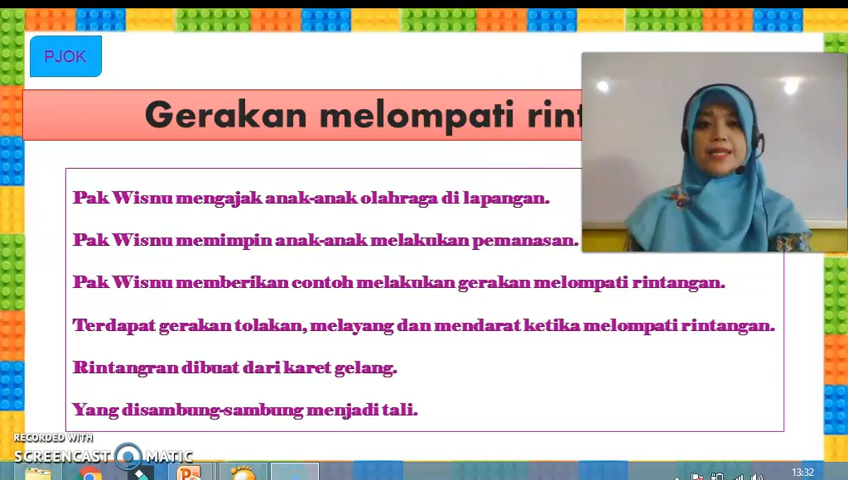 PJOK
Gerakan melompati
Pak Wisnu mengajak anak-anak olahraga di lapangan.
Pak Wisnu memimpin anak-anak melakukan pemanasan.
Pak Wisnu memberikan contoh melakukan gerakan melompati rintangan.
Terdapat gerakan tolakan, melayang dan mendarat ketika melompati rintangan.
Rintangran dibuat dari karet gelang.
Yang disambung-sambung menjadi tali.
RECORDED WITH
SCREENCAST MATIC
13:32